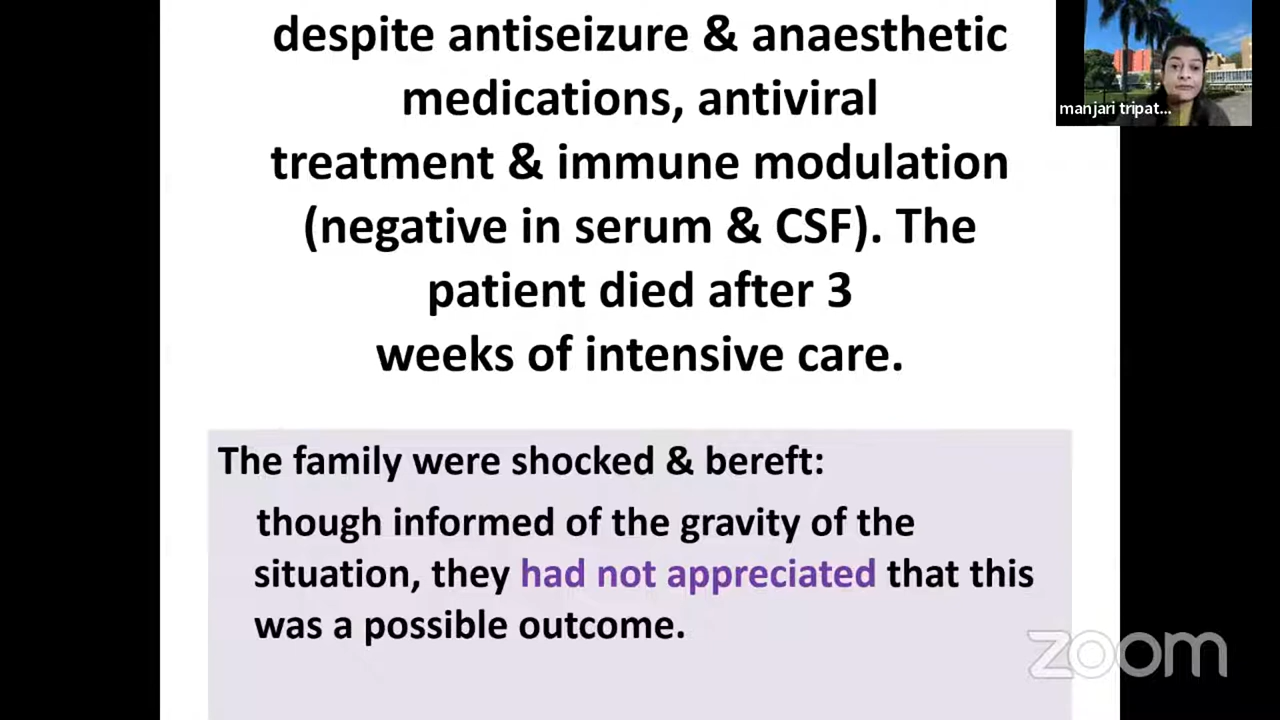 despite antiseizure & anaesthetic
medications, antiviral
treatment & immune modulation
(negative in serum & CSF). The
patient died after 3
weeks of intensive care.
manjari tripat...
The family were shocked & bereft:
though informed of the gravity of the
situation, they had not appreciated that this
was a possible outcome.
zoom